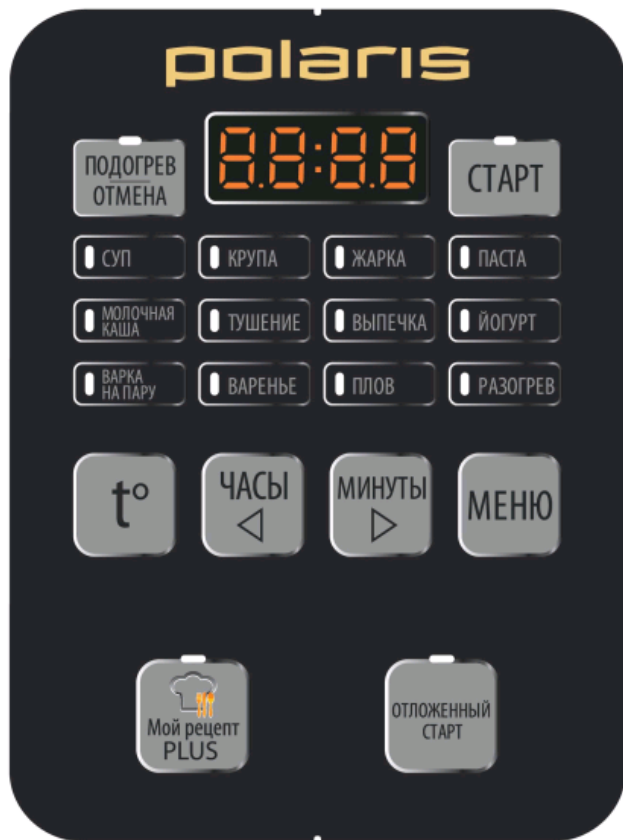 polaris
ПОДОГРЕВ
ОТМЕНА
88:88
СТАРТ
СУП
КРУПА
ЖАРКА
ПАСТА
МОЛОЧНАЯ
КАША
ТУШЕНИЕ
ВЫПЕЧКА
ЙОГУРТ
ВАРКА
НА ПАРУ
ВАРЕНЬЕ
ПЛОВ
РАЗОГРЕВ
t°
ЧАСЫ
МИНУТЫ
МЕНЮ
Мой рецепт
PLUS
ОТЛОЖЕННЫЙ
СТАРТ